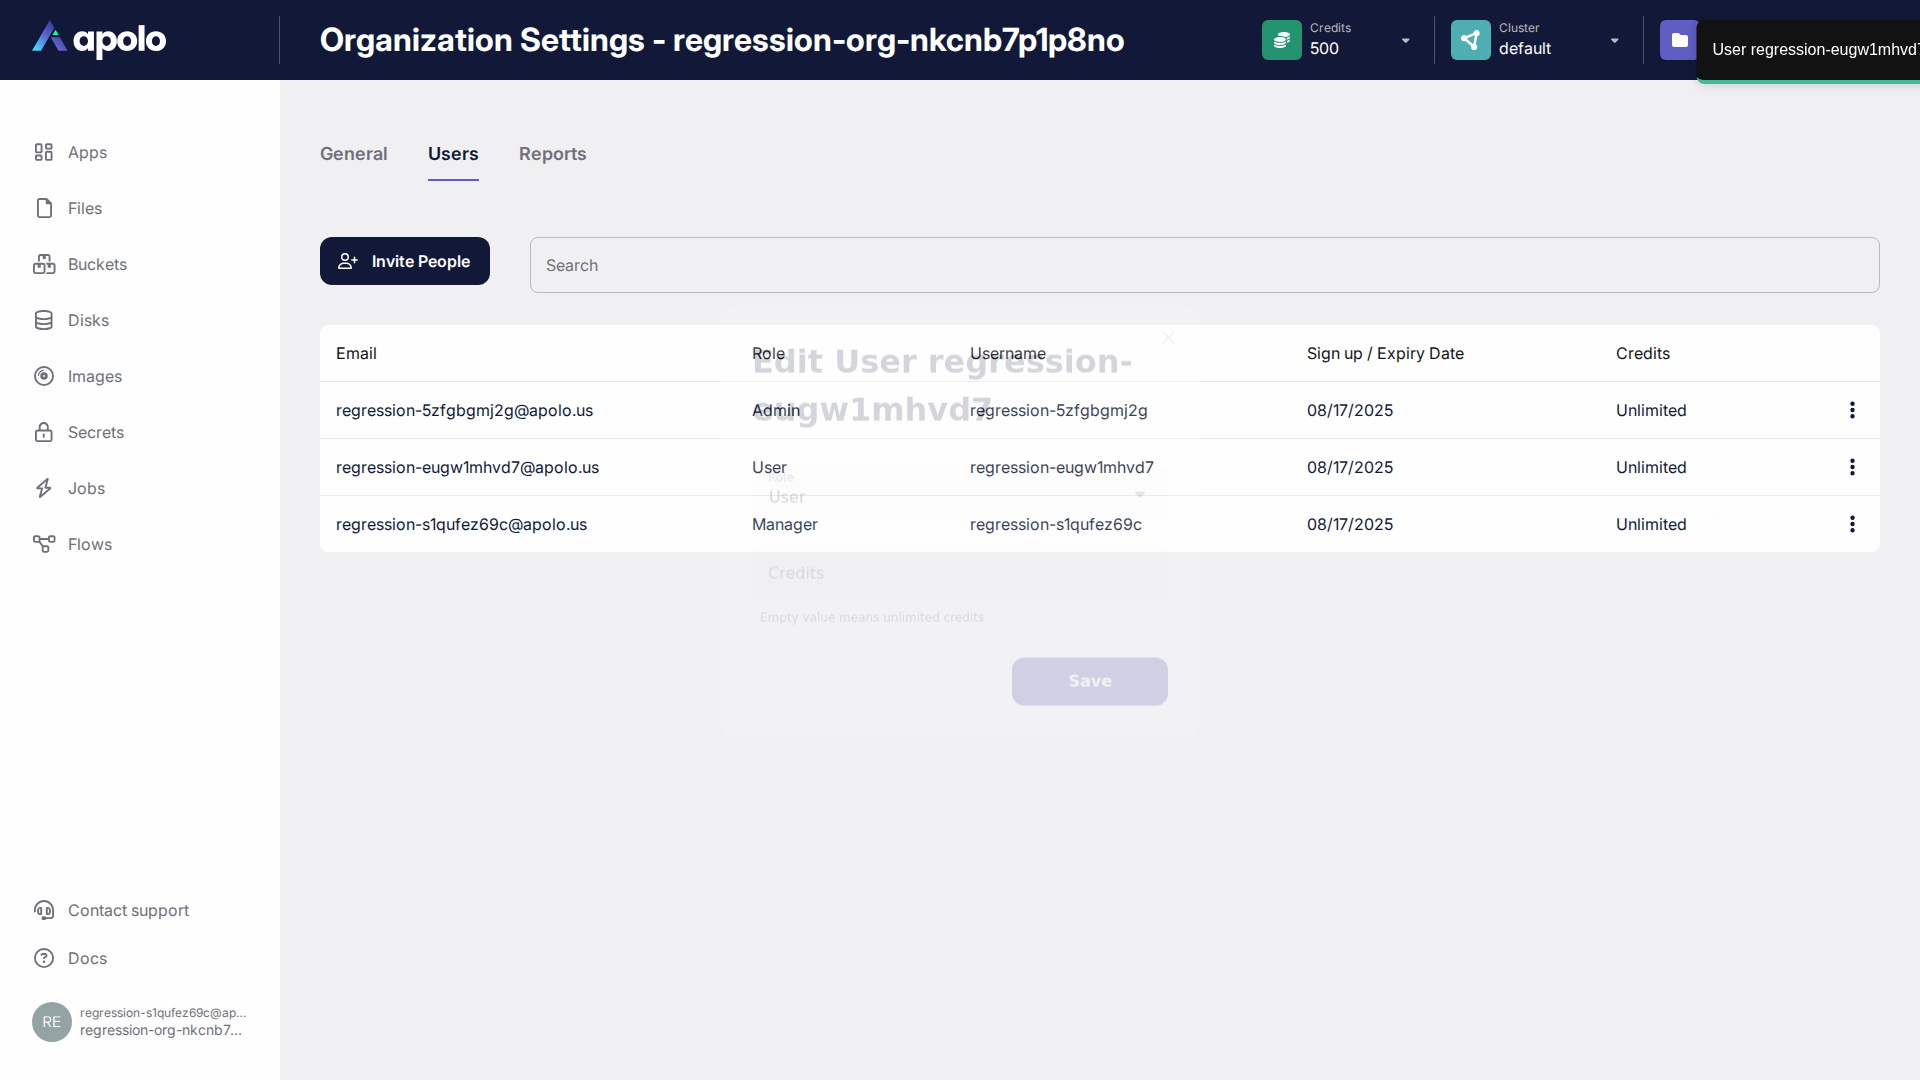 apolo
Organization Settings - regression-org-nkcnb7p1p8no
Credits
500
Cluster
default
User regression-eugw1mhvd7
Apps
Files
Buckets
Disks
Images
Secrets
Jobs
Flows
General
Users
Reports
Invite People
Search
Email
Role
Username
Sign up / Expiry Date
Credits
regression-5zfgbgmj2g@apolo.us
Admin
regression-5zfgbgmj2g
08/17/2025
Unlimited
regression-eugw1mhvd7@apolo.us
User
regression-eugw1mhvd7
08/17/2025
Unlimited
regression-s1qufez69c@apolo.us
Manager
regression-s1qufez69c
08/17/2025
Unlimited
Edit User regression-
eugw1mhvd7
Role
User
Credits
Empty value means unlimited credits
Save
Contact support
Docs
RE
regression-s1qufez69c@ap...
regression-org-nkcnb7...